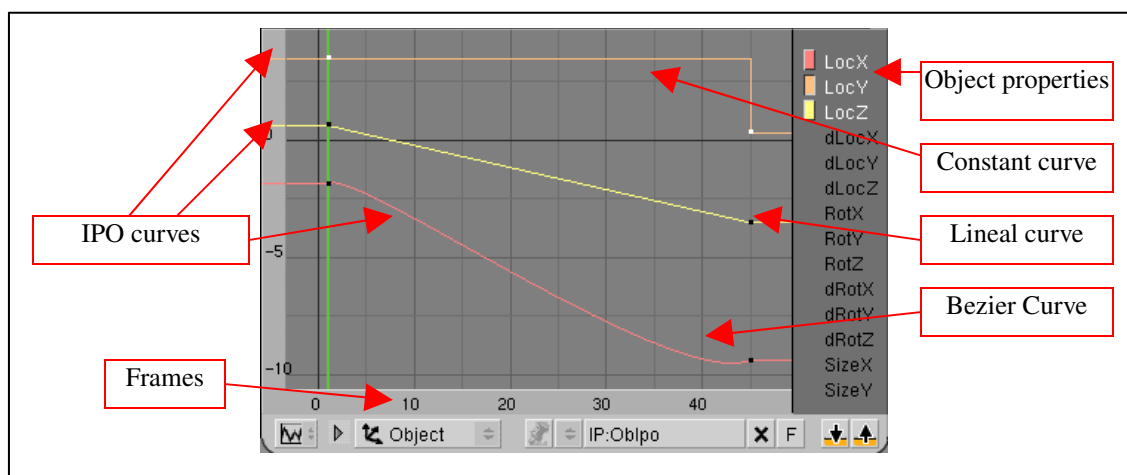 LocX
LocY
LocZ
dLocX
dLocY
dLocZ
RotX
RotY
RotZ
dRotX
dRotY
dRotZ
SizeX
SizeY
Object properties
Constant curve
Lineal curve
Bezier Curve
IPO curves
Frames
0
-5
-10
0 10 20 30 40
Object IP:ObIpo X F